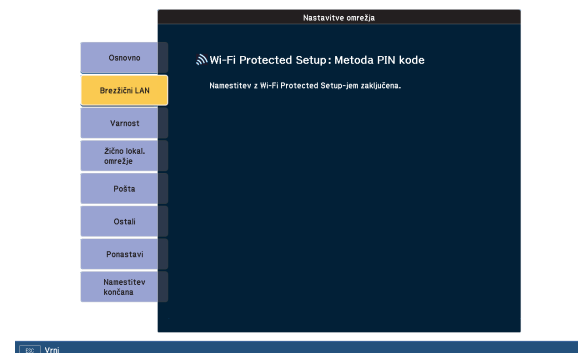 Nastavitve omrežja
Osnovno
Wi-Fi Protected Setup: Metoda PIN kode
Brezžični LAN
Namestitev z Wi-Fi Protected Setup-jem zaključena.
Varnost
Žično lokal.
omrežje
Pošta
Ostali
Ponastavi
Namestitev
končana
ESC Vrni